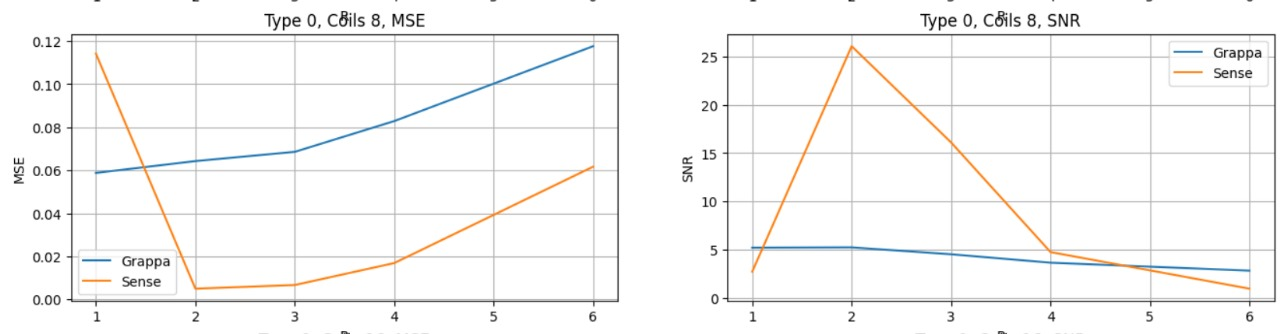 R
R
Type 0, Coils 8, MSE
Type 0, Coils 8, SNR
MSE
0.12
0.10
0.08
0.06
0.04
0.02
0.00
Grappa
Sense
1 2 3 4 5 6
SNR
25
20
15
10
5
0
Grappa
Sense
1 2 3 4 5 6
R
R